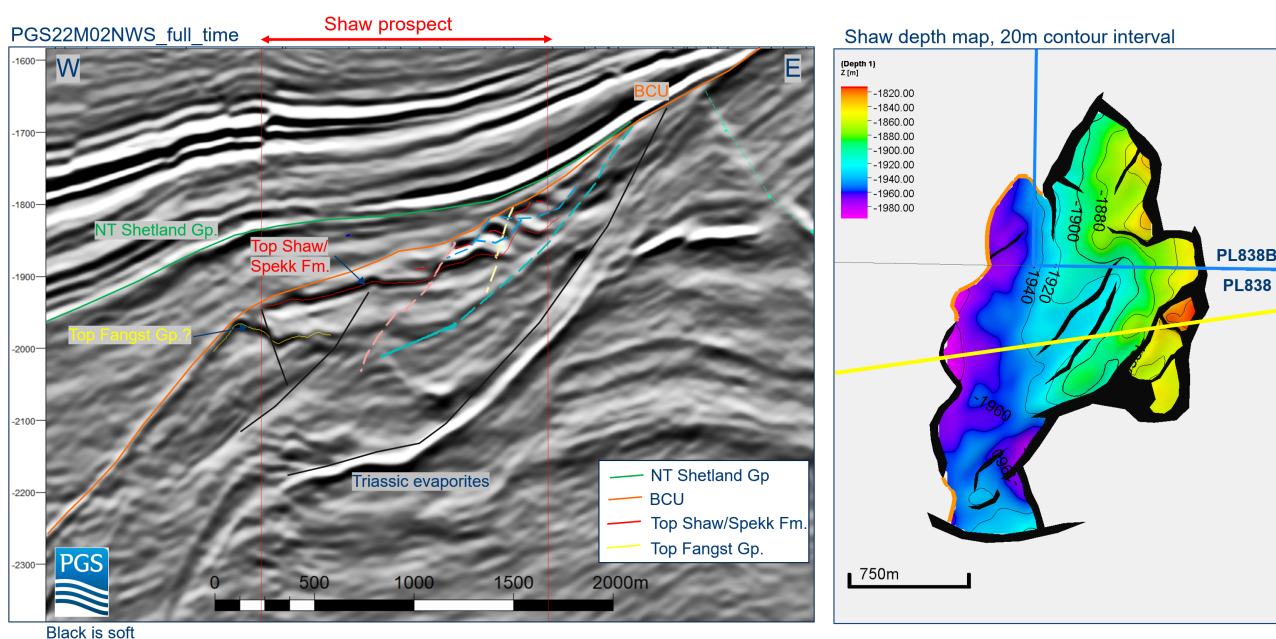 Shaw prospect
PGS22M02NWS_full_time
W
E
-1600
-1700
-1800
-1900
-2000
-2100
-2200
-2300
BCU
NT Shetland Gp.
Top Shaw/
Spekk Fm.
Top Fangst Gp.?
Triassic evaporites
NT Shetland Gp
BCU
Top Shaw/Spekk Fm.
Top Fangst Gp.
PGS
0 500 1000 1500 2000m
Black is soft
Shaw depth map, 20m contour interval
(Depth 1)
Z [m]
-1820.00
-1840.00
-1860.00
-1880.00
-1900.00
-1920.00
-1940.00
-1960.00
-1980.00
-1880
-1900
PL838B
PL838
-1920
-1940
-1960
750m